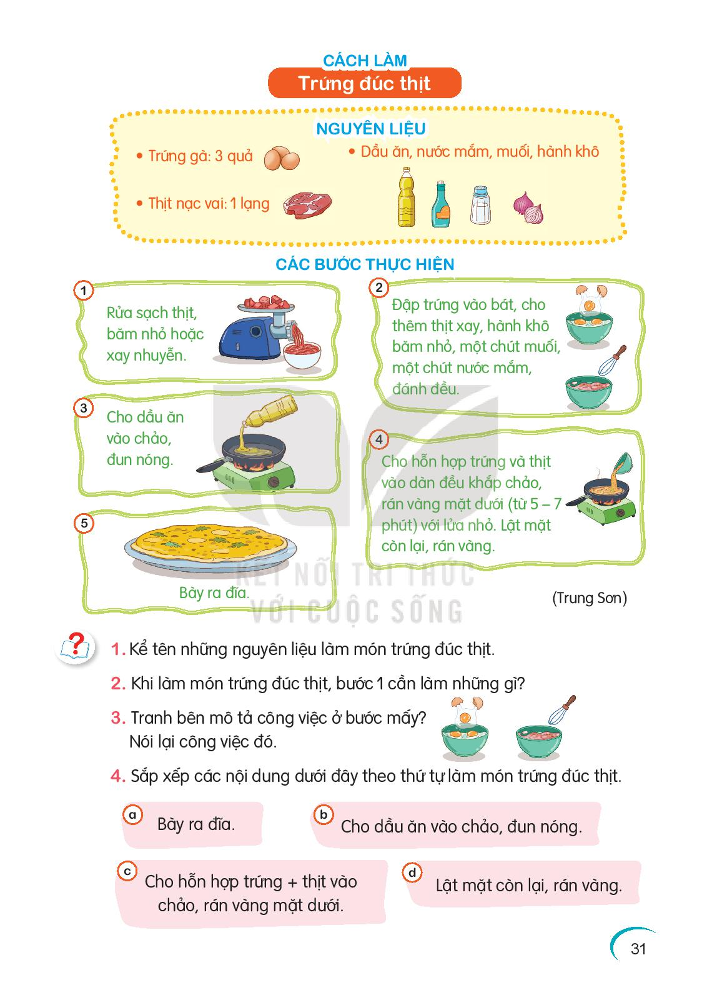 CÁCH LÀM
Trứng đúc thịt
NGUYÊN LIỆU
• Trứng gà: 3 quả
• Dầu ăn, nước mắm, muối, hành khô
• Thịt nạc vai: 1 lạng
CÁC BƯỚC THỰC HIỆN
1
Rửa sạch thịt,
băm nhỏ hoặc
xay nhuyễn.
2
Đập trứng vào bát, cho
thêm thịt xay, hành khô
băm nhỏ, một chút muối,
một chút nước mắm,
đánh đều.
3
Cho dầu ăn
vào chảo,
đun nóng.
4
Cho hỗn hợp trứng và thịt
vào dàn đều khắp chảo,
rán vàng mặt dưới (từ 5 – 7
phút) với lửa nhỏ. Lật mặt
còn lại, rán vàng.
5
Bày ra đĩa.
KẾT NỐI TRI THỨC
VỚI CUỘC SỐNG
(Trung Sơn)
?
1. Kể tên những nguyên liệu làm món trứng đúc thịt.
2. Khi làm món trứng đúc thịt, bước 1 cần làm những gì?
3. Tranh bên mô tả công việc ở bước mấy?
Nói lại công việc đó.
4. Sắp xếp các nội dung dưới đây theo thứ tự làm món trứng đúc thịt.
a
Bày ra đĩa.
b
Cho dầu ăn vào chảo, đun nóng.
c
Cho hỗn hợp trứng + thịt vào
chảo, rán vàng mặt dưới.
d
Lật mặt còn lại, rán vàng.
31